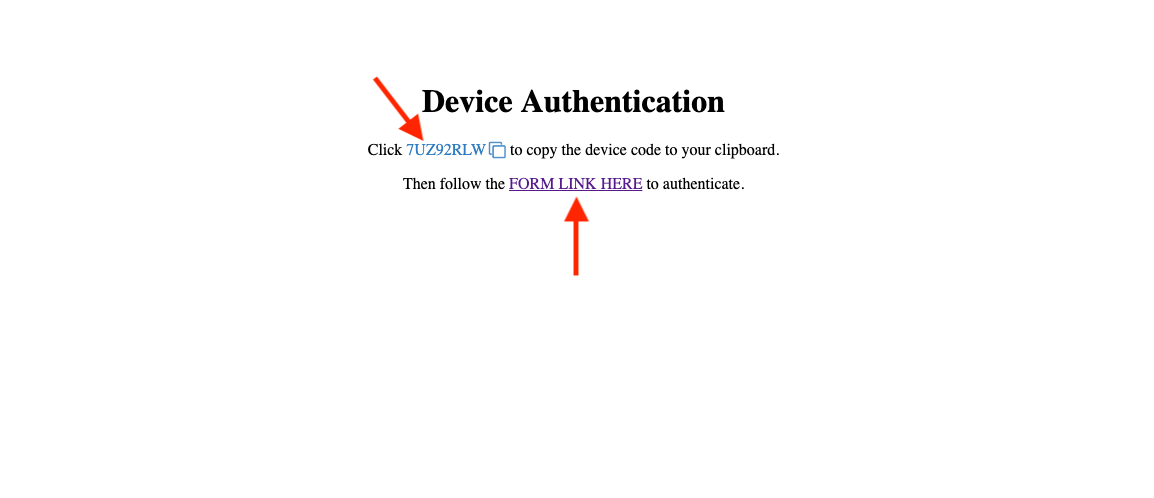 Device Authentication
Click 7UZ92RLW to copy the device code to your clipboard.
Then follow the FORM LINK HERE to authenticate.